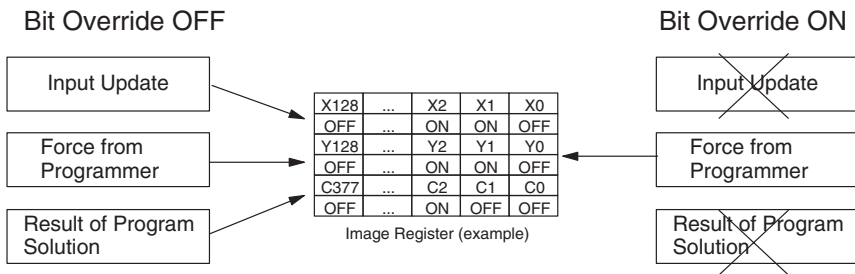 Bit Override OFF
Bit Override ON
Input Update
Force from
Programmer
Result of Program
Solution
X128 ... X2 X1 X0
OFF ... ON ON OFF
Y128 ... Y2 Y1 Y0
OFF ... ON ON OFF
C377 ... C2 C1 C0
OFF ... ON OFF OFF
Image Register (example)
Input Update
Force from
Programmer
Result of Program
Solution